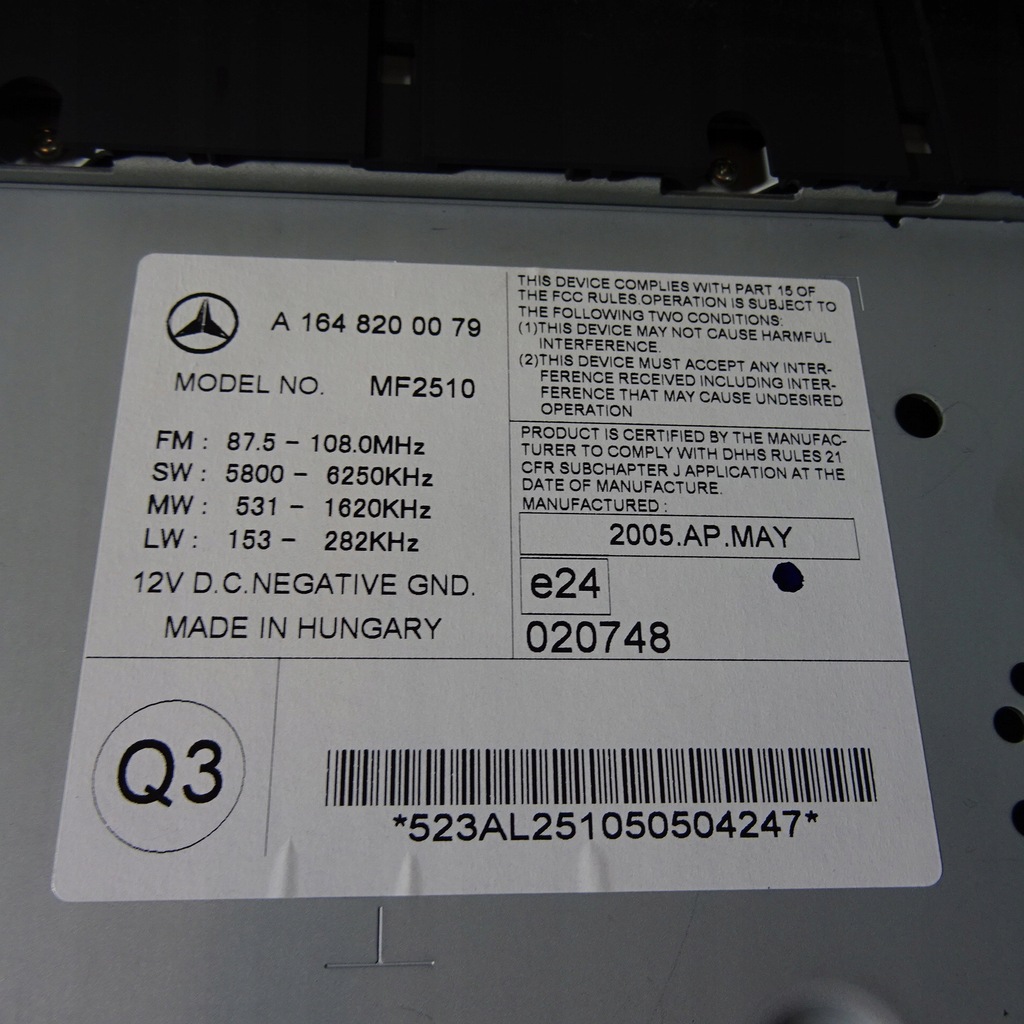 A 164 820 00 79
MODEL NO. MF2510
FM : 87.5 – 108.0MHz
SW : 5800 – 6250KHz
MW : 531 – 1620KHz
LW : 153 – 282KHz
12V D.C.NEGATIVE GND.
MADE IN HUNGARY
THIS DEVICE COMPLIES WITH PART 15 OF
THE FCC RULES.OPERATION IS SUBJECT TO
THE FOLLOWING TWO CONDITIONS:
(1)THIS DEVICE MAY NOT CAUSE HARMFUL
INTERFERENCE.
(2)THIS DEVICE MUST ACCEPT ANY INTER-
FERENCE RECEIVED INCLUDING INTER-
FERENCE THAT MAY CAUSE UNDESIRED
OPERATION
PRODUCT IS CERTIFIED BY THE MANUFAC-
TURER TO COMPLY WITH DHHS RULES 21
CFR SUBCHAPTER J APPLICATION AT THE
DATE OF MANUFACTURE.
MANUFACTURED :
2005.AP.MAY
e24
020748
Q3
*523AL251050504247*